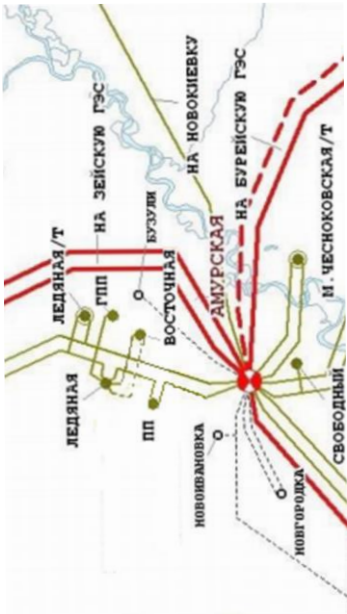 НА НОВОКИЕВКУ
НА БУРЕЙСКУЮ ГЭС
НА ЗЕЙСКУЮ ГЭС
БУЗУЛИ
ЛЕДЯНАЯ/Т
ГПП
ВОСТОЧНАЯ
АМУРСКАЯ
М.ЧЕСНОКОВСКАЯ/Т
ЛЕДЯНАЯ
ПП
СВОБОДНЫЙ
НОВОИВАНОВКА
НОВГОРОДКА